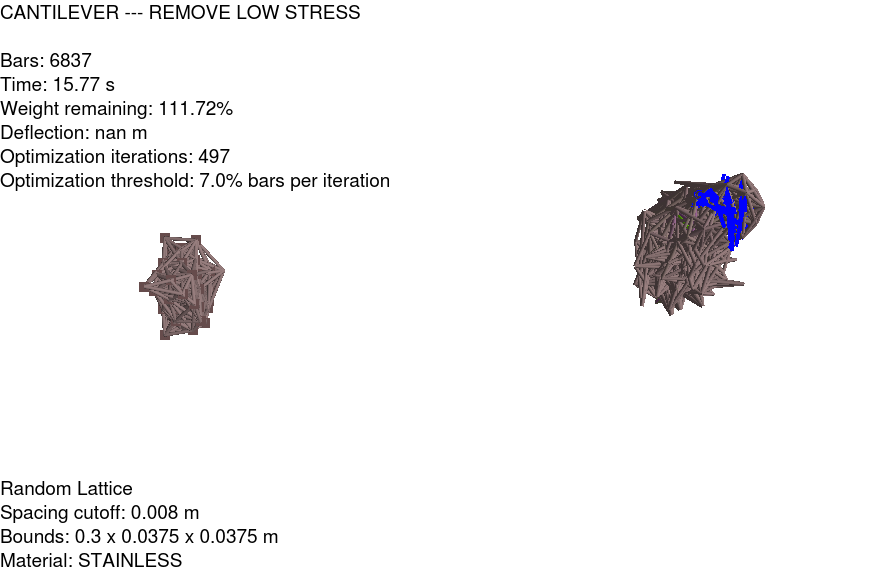 CANTILEVER --- REMOVE LOW STRESS
Bars: 6837
Time: 15.77 s
Weight remaining: 111.72%
Deflection: nan m
Optimization iterations: 497
Optimization threshold: 7.0% bars per iteration
Random Lattice
Spacing cutoff: 0.008 m
Bounds: 0.3 x 0.0375 x 0.0375 m
Material: STAINLESS